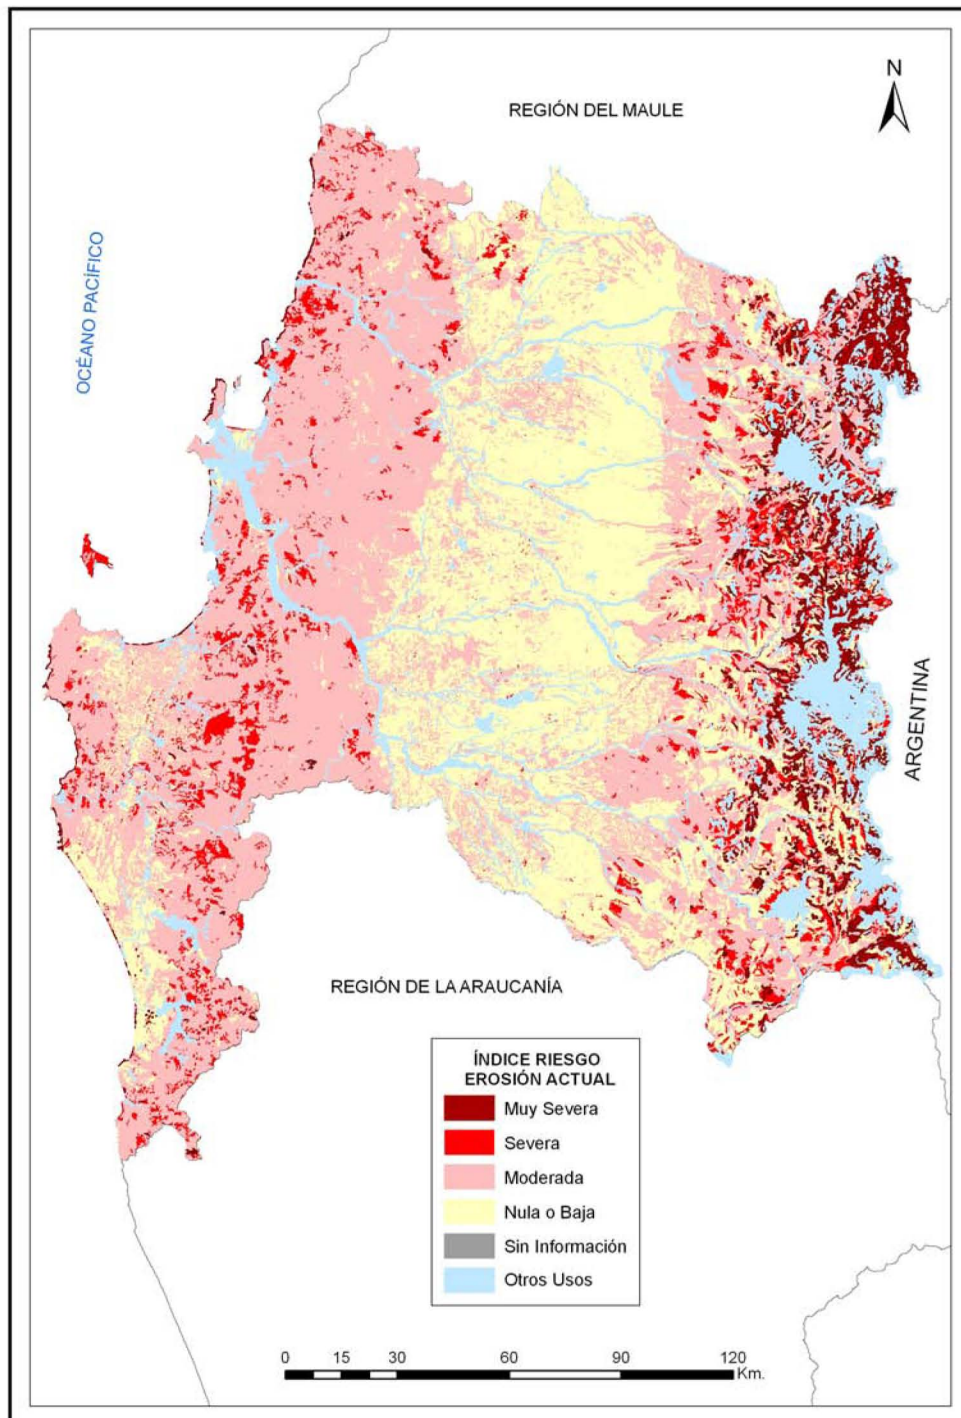 N
REGIÓN DEL MAULE
OCÉANO PACÍFICO
ARGENTINA
REGIÓN DE LA ARAUCANÍA
ÍNDICE RIESGO
EROSIÓN ACTUAL
Muy Severa
Severa
Moderada
Nula o Baja
Sin Información
Otros Usos
0 15 30 60 90 120
Km.